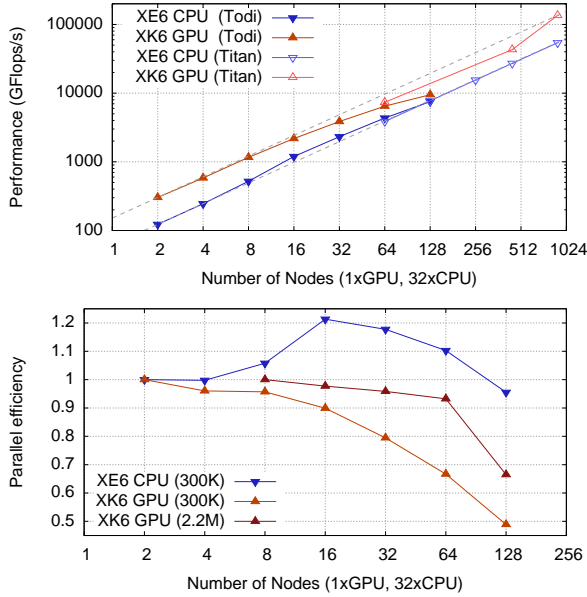 Performance (GFlops/s)
100000
10000
1000
100
XE6 CPU (Todi)
XK6 GPU (Todi)
XE6 CPU (Titan)
XK6 GPU (Titan)
1 2 4 8 16 32 64 128 256 512 1024
Number of Nodes (1xGPU, 32xCPU)
Parallel efficiency
1.2
1.1
1
0.9
0.8
0.7
0.6
0.5
XE6 CPU (300K)
XK6 GPU (300K)
XK6 GPU (2.2M)
1 2 4 8 16 32 64 128 256
Number of Nodes (1xGPU, 32xCPU)